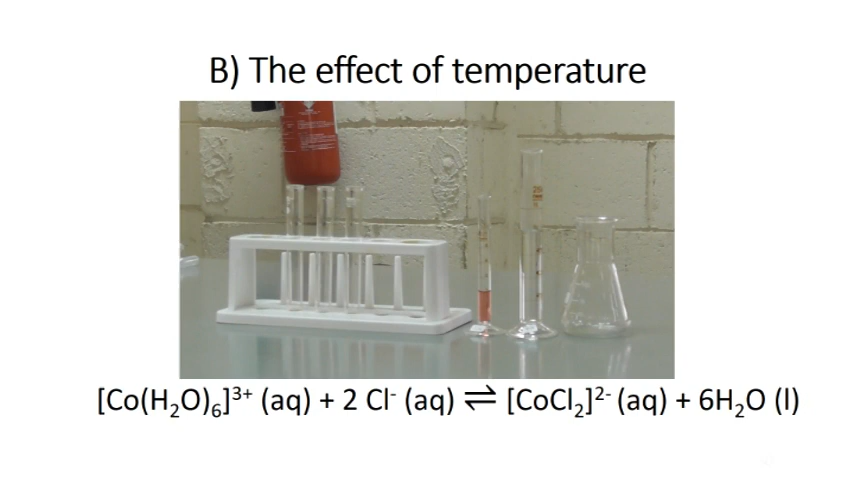 B) The effect of temperature
[Co(H₂O)₆]³⁺ (aq) + 2 Cl⁻ (aq) ⇌ [CoCl₂]²⁻ (aq) + 6H₂O (l)